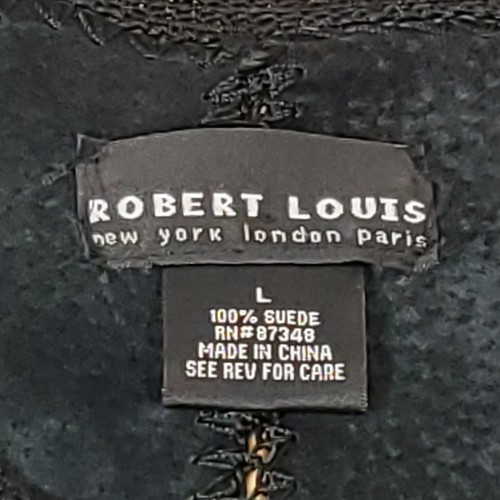 ROBERT LOUIS
new york london paris
L
100% SUEDE
RN#87348
MADE IN CHINA
SEE REV FOR CARE